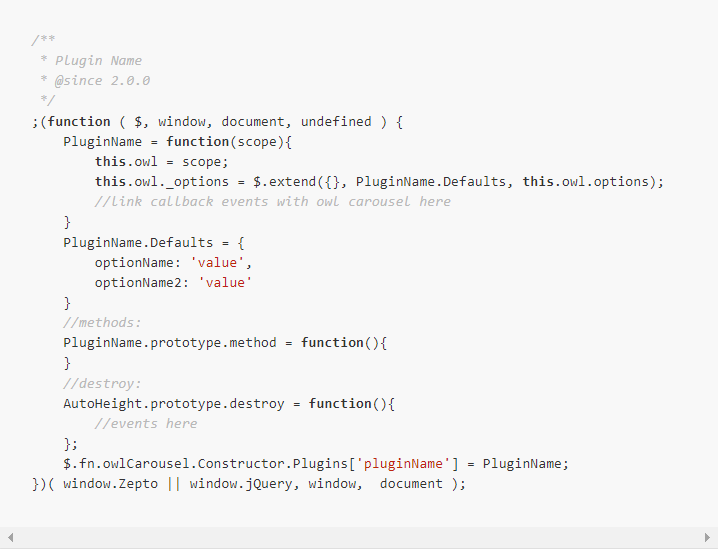 /**
 * Plugin Name
 * @since 2.0.0
 */
;(function ( $, window, document, undefined ) {
    PluginName = function(scope){
        this.owl = scope;
        this.owl._options = $.extend({}, PluginName.Defaults, this.owl.options);
        //link callback events with owl carousel here
    }
    PluginName.Defaults = {
        optionName: 'value',
        optionName2: 'value'
    }
    //methods:
    PluginName.prototype.method = function(){
    }
    //destroy:
    AutoHeight.prototype.destroy = function(){
        //events here
    };
    $.fn.owlCarousel.Constructor.Plugins['pluginName'] = PluginName;
})( window.Zepto || window.jQuery, window,  document );